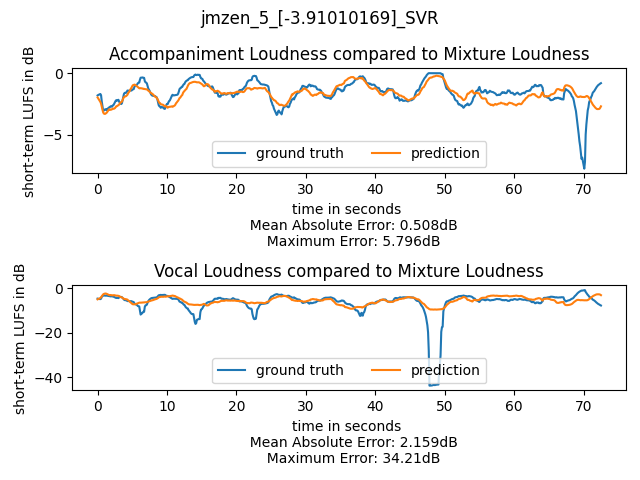 jmzen_5_[-3.91010169]_SVR
Accompaniment Loudness compared to Mixture Loudness
short-term LUFS in dB
0
−5
ground truth
prediction
0 10 20 30 40 50 60 70
time in seconds
Mean Absolute Error: 0.508dB
Maximum Error: 5.796dB
Vocal Loudness compared to Mixture Loudness
short-term LUFS in dB
0
−20
−40
ground truth
prediction
0 10 20 30 40 50 60 70
time in seconds
Mean Absolute Error: 2.159dB
Maximum Error: 34.21dB